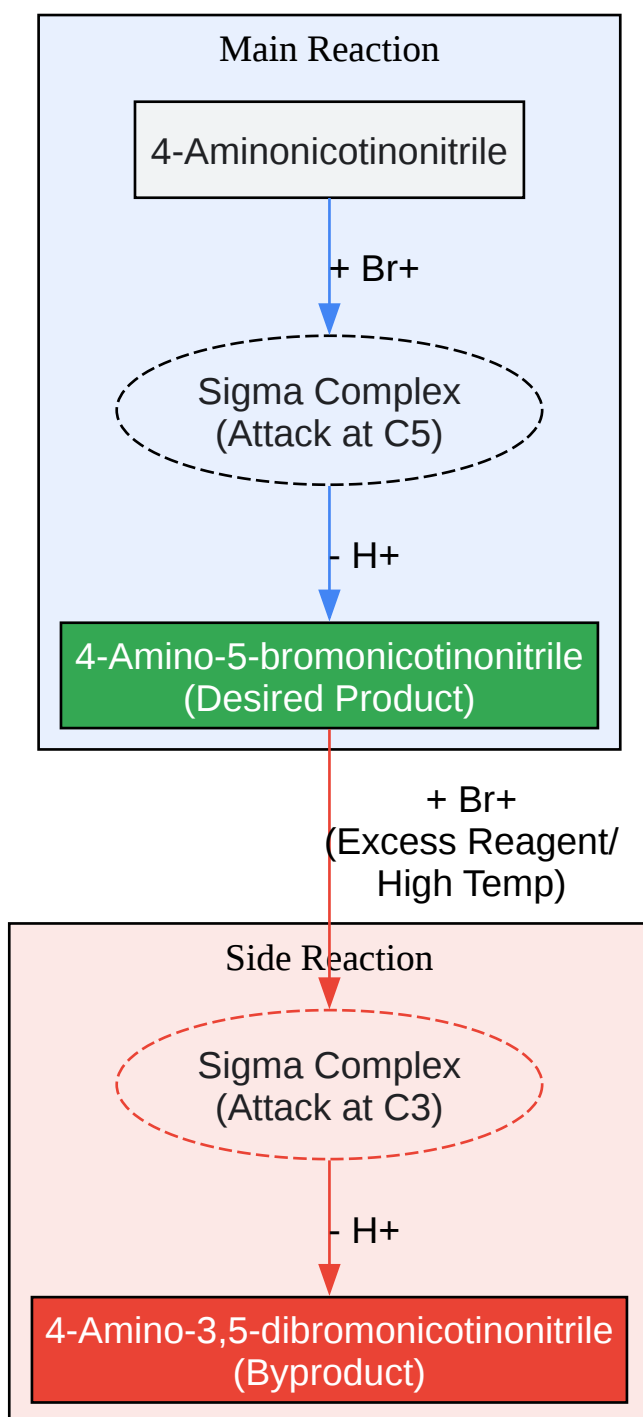 Main Reaction
4-Aminonicotinonitrile
+ Br+
Sigma Complex
(Attack at C5)
- H+
4-Amino-5-bromonicotinonitrile
(Desired Product)
+ Br+
(Excess Reagent/
High Temp)
Side Reaction
Sigma Complex
(Attack at C3)
- H+
4-Amino-3,5-dibromonicotinonitrile
(Byproduct)